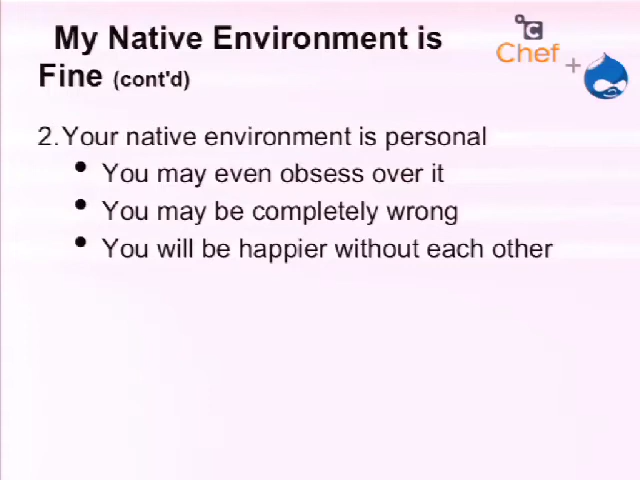 My Native Environment is
Fine (cont'd)
°C
Chef
+
2. Your native environment is personal
• You may even obsess over it
• You may be completely wrong
• You will be happier without each other